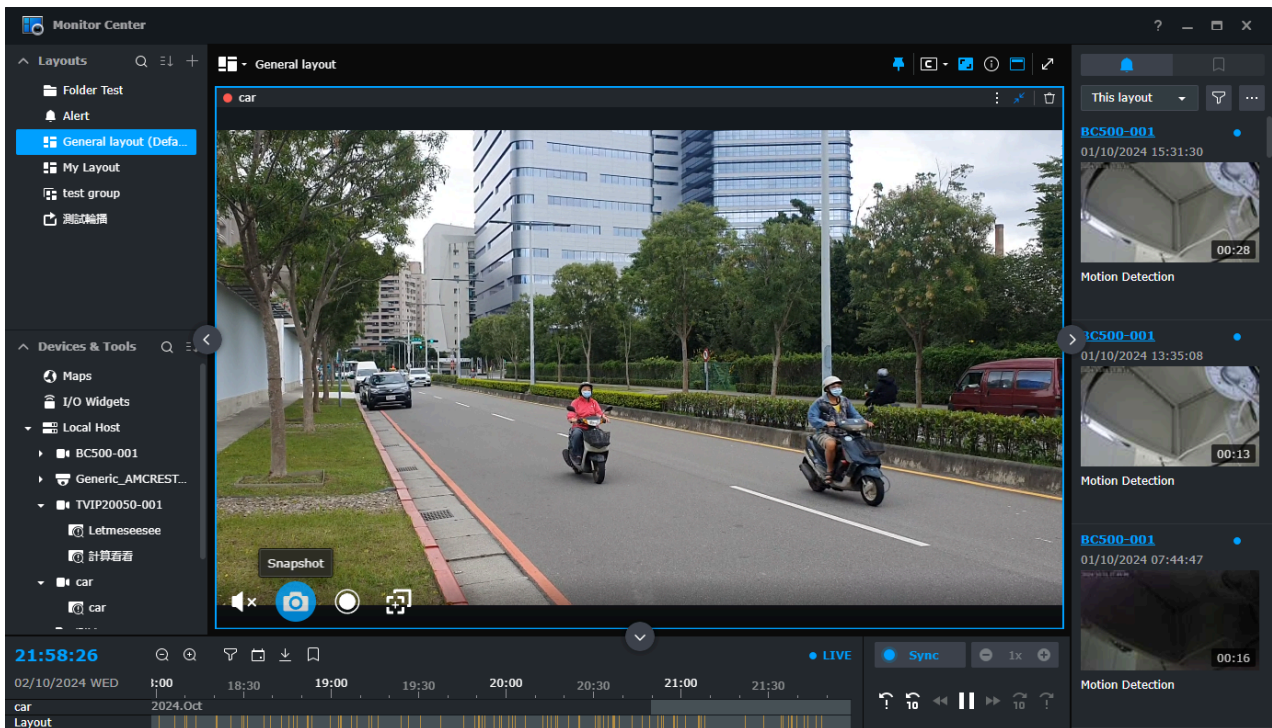 Monitor Center
?
Layouts
General layout
This layout
Folder Test
Alert
General layout (Defa...
My Layout
test group
測試輪播
car
BC500-001
01/10/2024 15:31:30
00:28
Motion Detection
BC500-001
01/10/2024 13:35:08
00:13
Motion Detection
BC500-001
01/10/2024 07:44:47
00:16
Motion Detection
Devices & Tools
Maps
I/O Widgets
Local Host
BC500-001
Generic_AMCREST...
TVIP20050-001
Letmeseesee
計算看看
car
car
Snapshot
21:58:26
LIVE
Sync
1x
02/10/2024 WED
18:30
19:00
19:30
20:00
20:30
21:00
21:30
car
2024.Oct
Layout
10
10